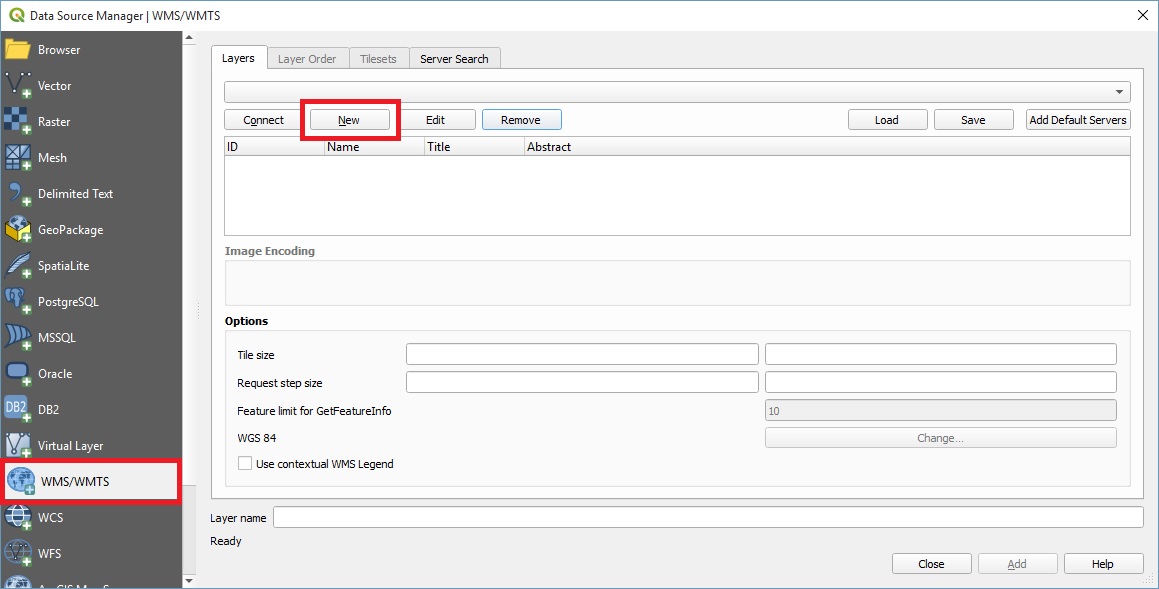 Data Source Manager | WMS/WMTS
Browser
Vector
Raster
Mesh
Delimited Text
GeoPackage
SpatiaLite
PostgreSQL
MSSQL
Oracle
DB2
DB2
Virtual Layer
WMS/WMTS
WCS
WFS
Layers Layer Order Tilesets Server Search
Connect New Edit Remove Load Save Add Default Servers
ID Name Title Abstract
Image Encoding
Options
Tile size
Request step size
Feature limit for GetFeatureInfo 10
WGS 84 Change...
Use contextual WMS Legend
Layer name
Ready
Close Add Help